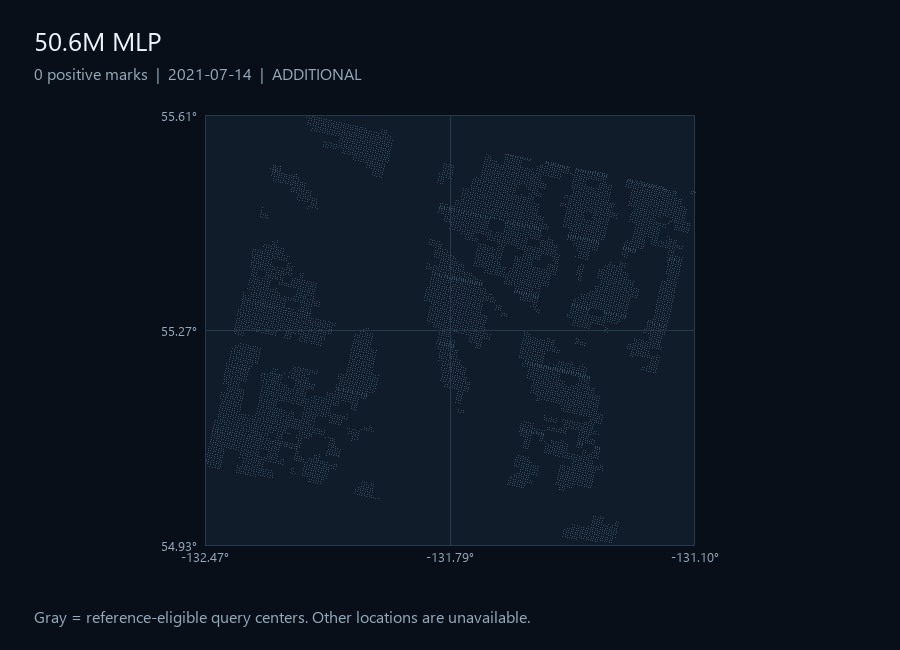 50.6M MLP
0 positive marks | 2021-07-14 | ADDITIONAL
55.61°
55.27°
54.93°
-132.47° -131.79° -131.10°
Gray = reference-eligible query centers. Other locations are unavailable.